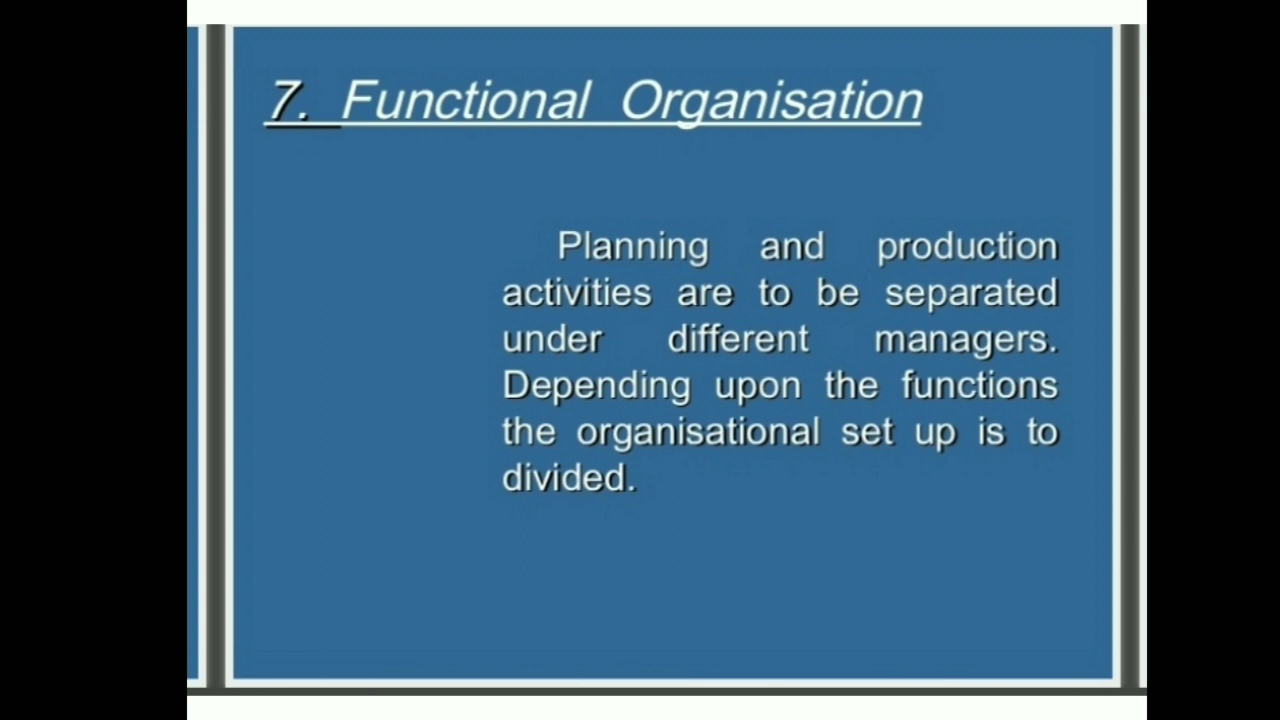 7. Functional Organisation
Planning and production
activities are to be separated
under different managers.
Depending upon the functions
the organisational set up is to
divided.